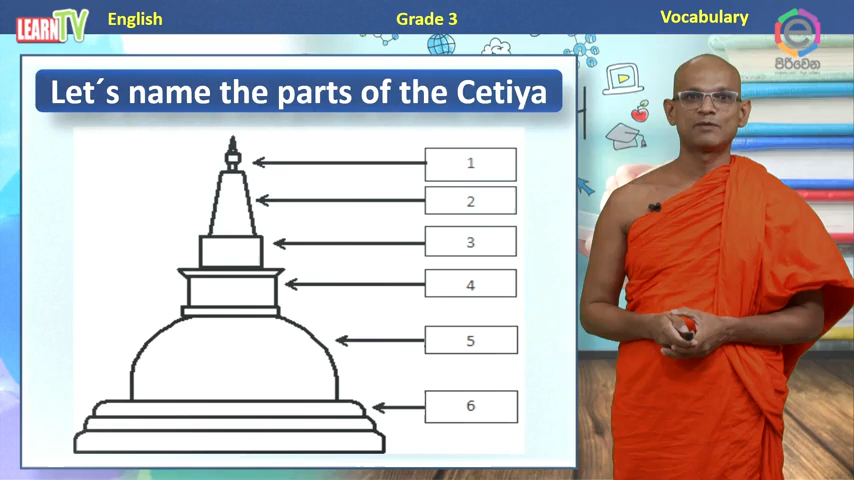 LEARN TV
English
Grade 3
Vocabulary
පිරිවෙන
Let´s name the parts of the Cetiya
1
2
3
4
5
6